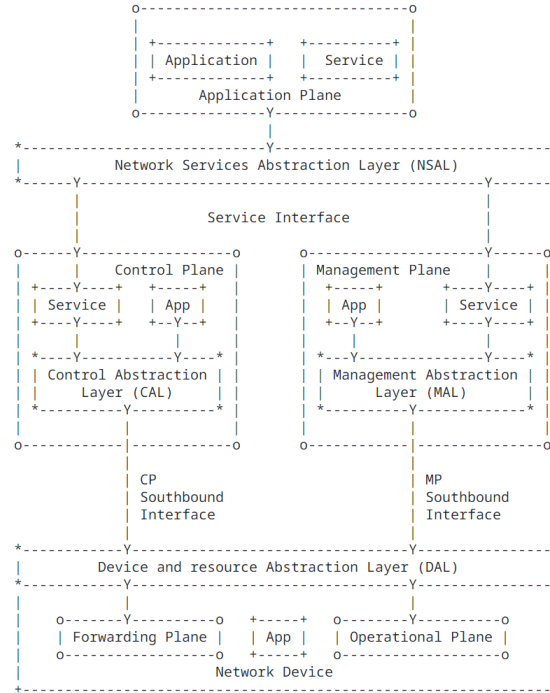 Application Service
Application Plane
Network Services Abstraction Layer (NSAL)
Service Interface
Control Plane Management Plane
Service App App Service
Control Abstraction Management Abstraction
Layer (CAL) Layer (MAL)
CP MP
Southbound Southbound
Interface Interface
Device and resource Abstraction Layer (DAL)
Forwarding Plane App Operational Plane
Network Device